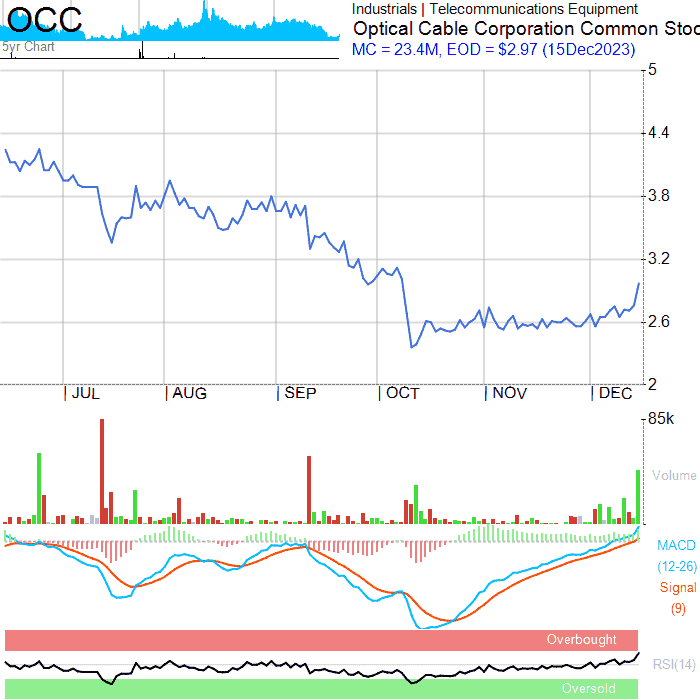 OCC
5yr Chart
Industrials | Telecommunications Equipment
Optical Cable Corporation Common Stoc
MC = 23.4M, EOD = $2.97 (15Dec2023)
5
4.4
3.8
3.2
2.6
2
| JUL | AUG | SEP | OCT | NOV | DEC
85k
Volume
MACD
(12-26)
Signal
(9)
Overbought
RSI(14)
Oversold